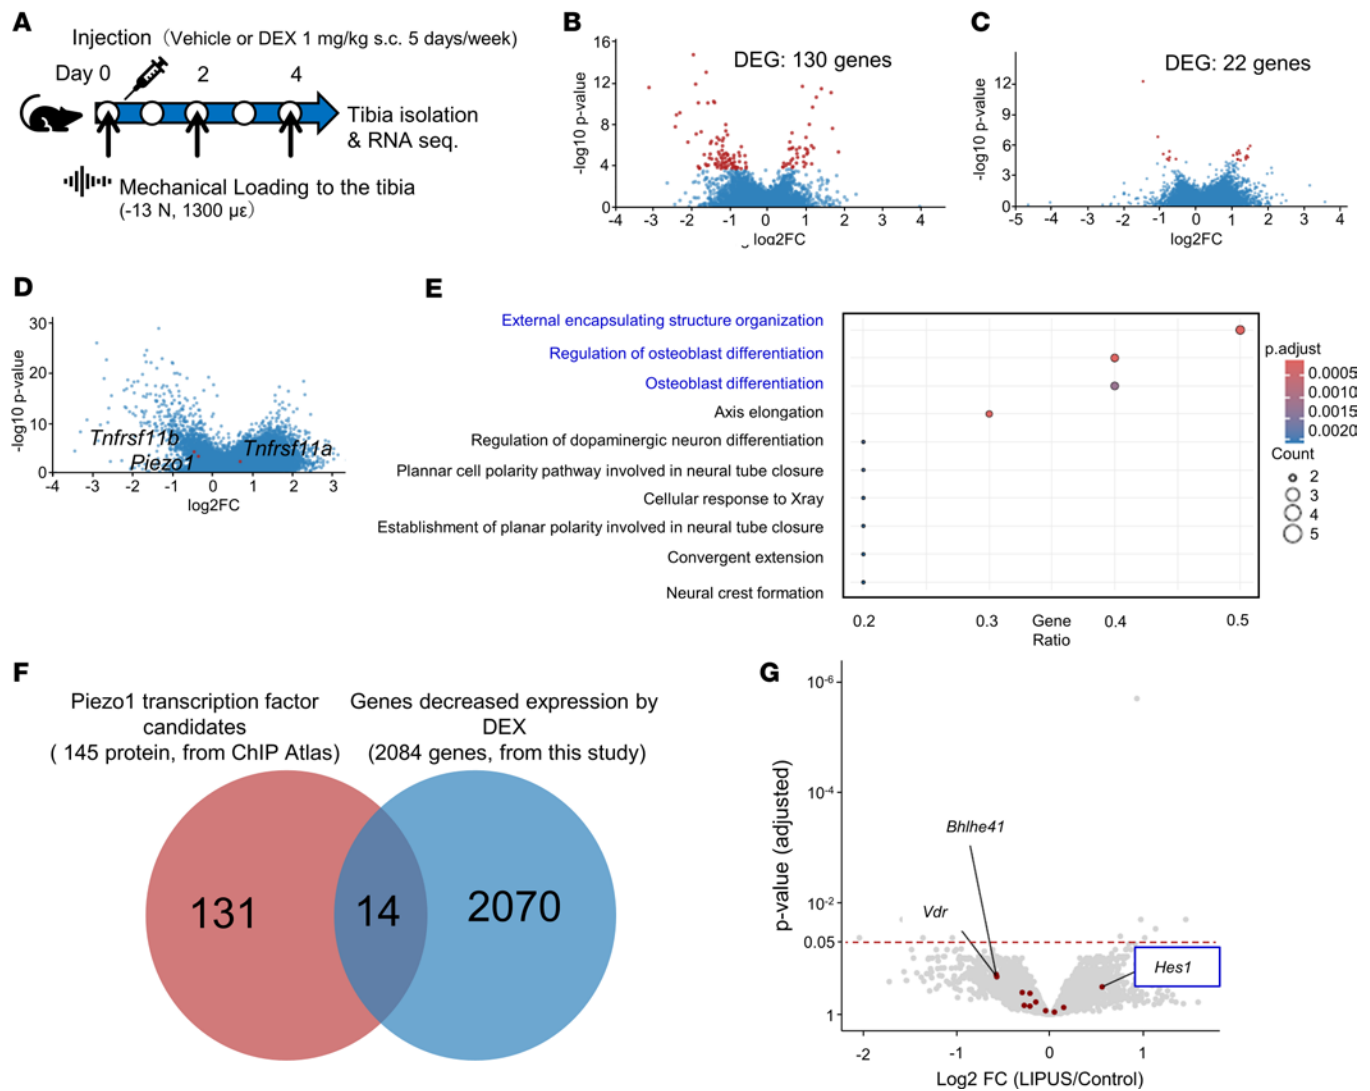 A
Injection (Vehicle or DEX 1 mg/kg s.c. 5 days/week)
Day 0 2 4
Tibia isolation
& RNA seq.
Mechanical Loading to the tibia
(-13 N, 1300 µε)
B
DEG: 130 genes
-log10 p-value
16
12
8
4
0
-4 -3 -2 -1 0 1 2 3 4
log2FC
C
DEG: 22 genes
-log10 p-value
12
9
6
3
0
-5 -4 -3 -2 -1 0 1 2 3 4
log2FC
D
-log10 p-value
30
20
10
0
Tnfrsf11b
Piezo1
Tnfrsf11a
-4 -3 -2 -1 0 1 2 3
log2FC
E
External encapsulating structure organization
Regulation of osteoblast differentiation
Osteoblast differentiation
Axis elongation
Regulation of dopaminergic neuron differentiation
Plannar cell polarity pathway involved in neural tube closure
Cellular response to Xray
Establishment of planar polarity involved in neural tube closure
Convergent extension
Neural crest formation
0.2 0.3 0.4 0.5
Gene
Ratio
p.adjust
0.0005
0.0010
0.0015
0.0020
Count
2
3
4
5
F
Piezo1 transcription factor
candidates
( 145 protein, from ChIP Atlas)
Genes decreased expression by
DEX
(2084 genes, from this study)
131
14
2070
G
p-value (adjusted)
10-6
10-4
10-2
0.05
1
Bhlhe41
Vdr
Hes1
-2 -1 0 1
Log2 FC (LIPUS/Control)